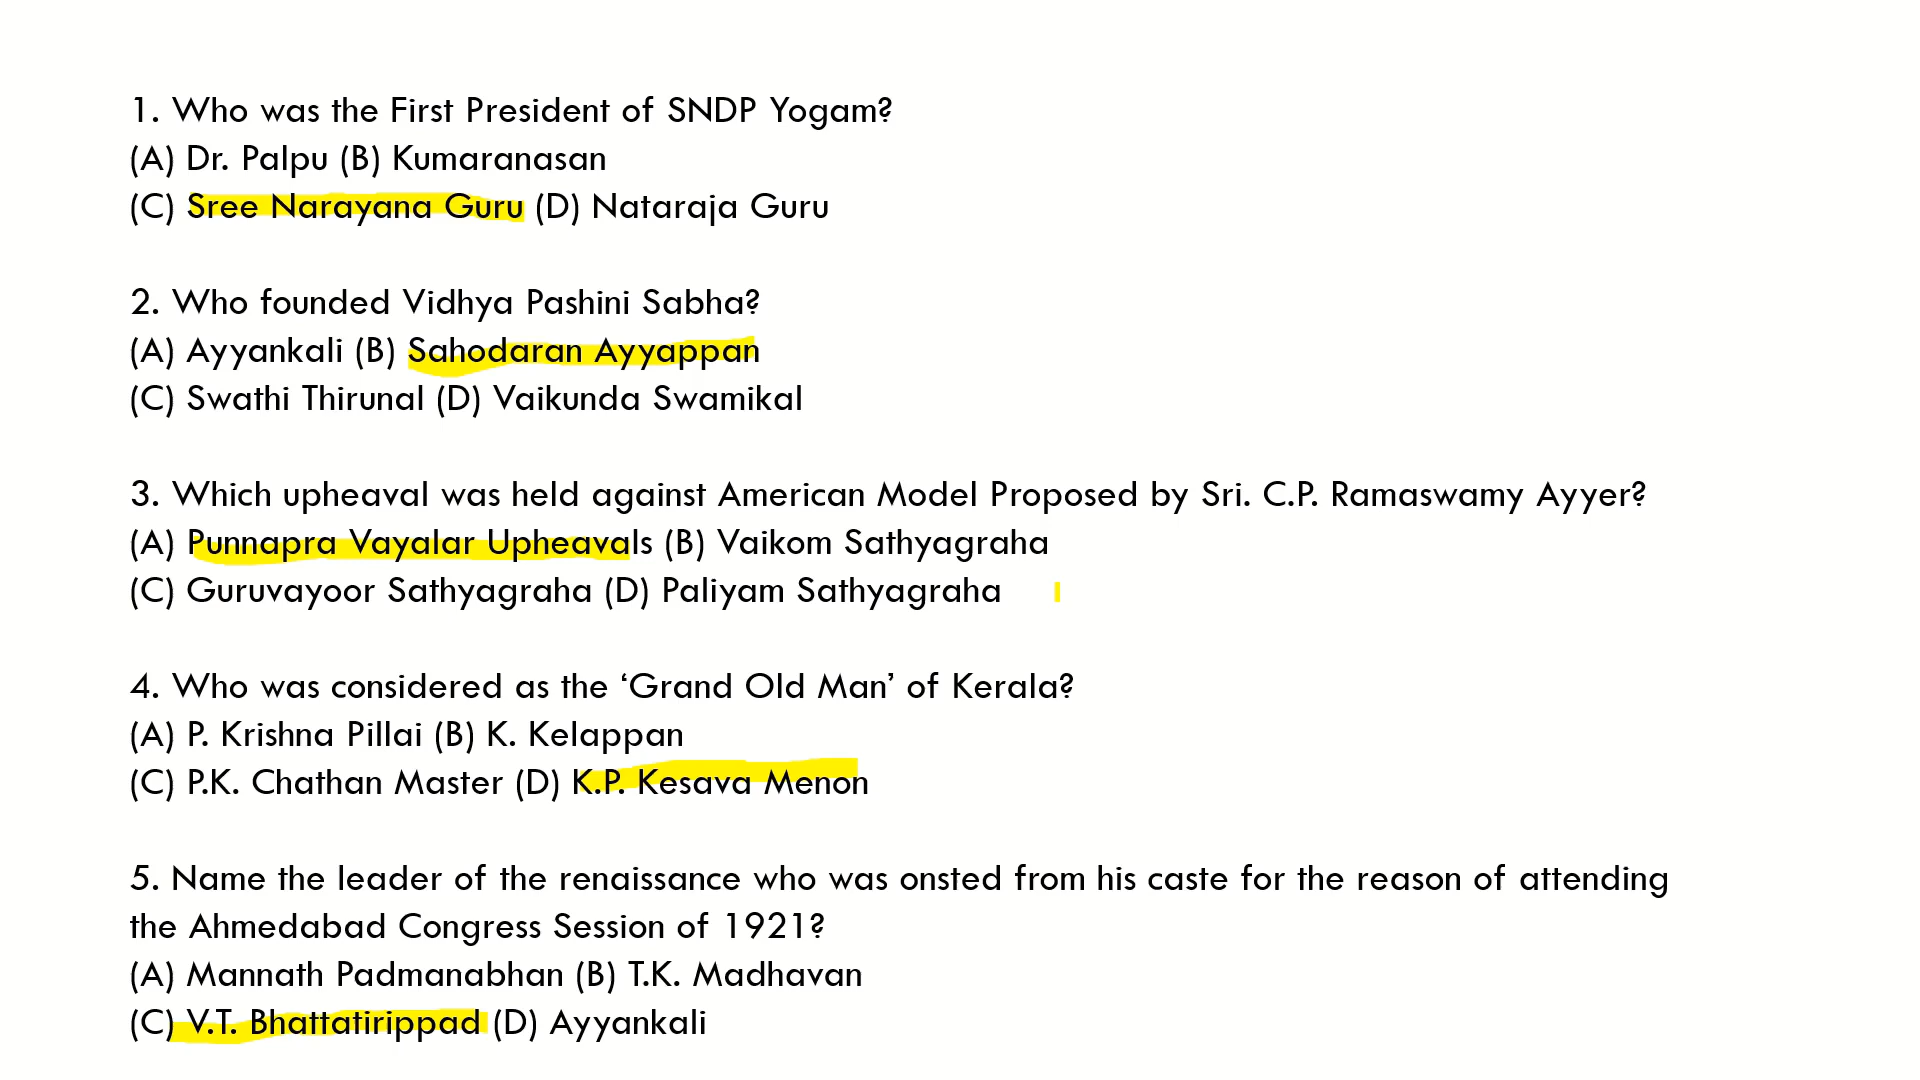 1. Who was the First President of SNDP Yogam?
(A) Dr. Palpu (B) Kumaranasan
(C) Sree Narayana Guru (D) Nataraja Guru
2. Who founded Vidhya Pashini Sabha?
(A) Ayyankali (B) Sahodaran Ayyappan
(C) Swathi Thirunal (D) Vaikunda Swamikal
3. Which upheaval was held against American Model Proposed by Sri. C.P. Ramaswamy Ayyer?
(A) Punnapra Vayalar Upheavals (B) Vaikom Sathyagraha
(C) Guruvayoor Sathyagraha (D) Paliyam Sathyagraha
4. Who was considered as the ‘Grand Old Man’ of Kerala?
(A) P. Krishna Pillai (B) K. Kelappan
(C) P.K. Chathan Master (D) K.P. Kesava Menon
5. Name the leader of the renaissance who was onsted from his caste for the reason of attending
the Ahmedabad Congress Session of 1921?
(A) Mannath Padmanabhan (B) T.K. Madhavan
(C) V.T. Bhattatirippad (D) Ayyankali